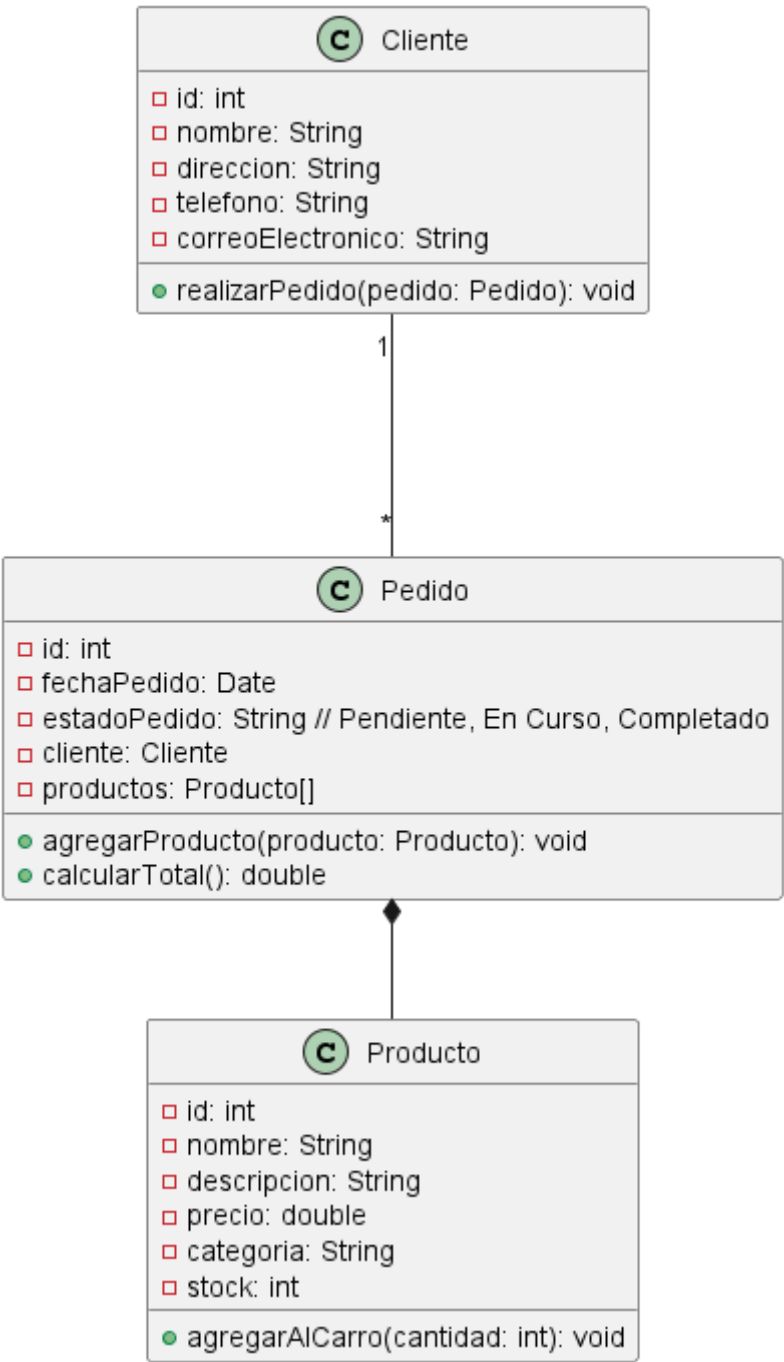 C Cliente
id: int
nombre: String
direccion: String
telefono: String
correoElectronico: String
realizarPedido(pedido: Pedido): void
1
*
C Pedido
id: int
fechaPedido: Date
estadoPedido: String // Pendiente, En Curso, Completado
cliente: Cliente
productos: Producto[]
agregarProducto(producto: Producto): void
calcularTotal(): double
C Producto
id: int
nombre: String
descripcion: String
precio: double
categoria: String
stock: int
agregarAlCarro(cantidad: int): void